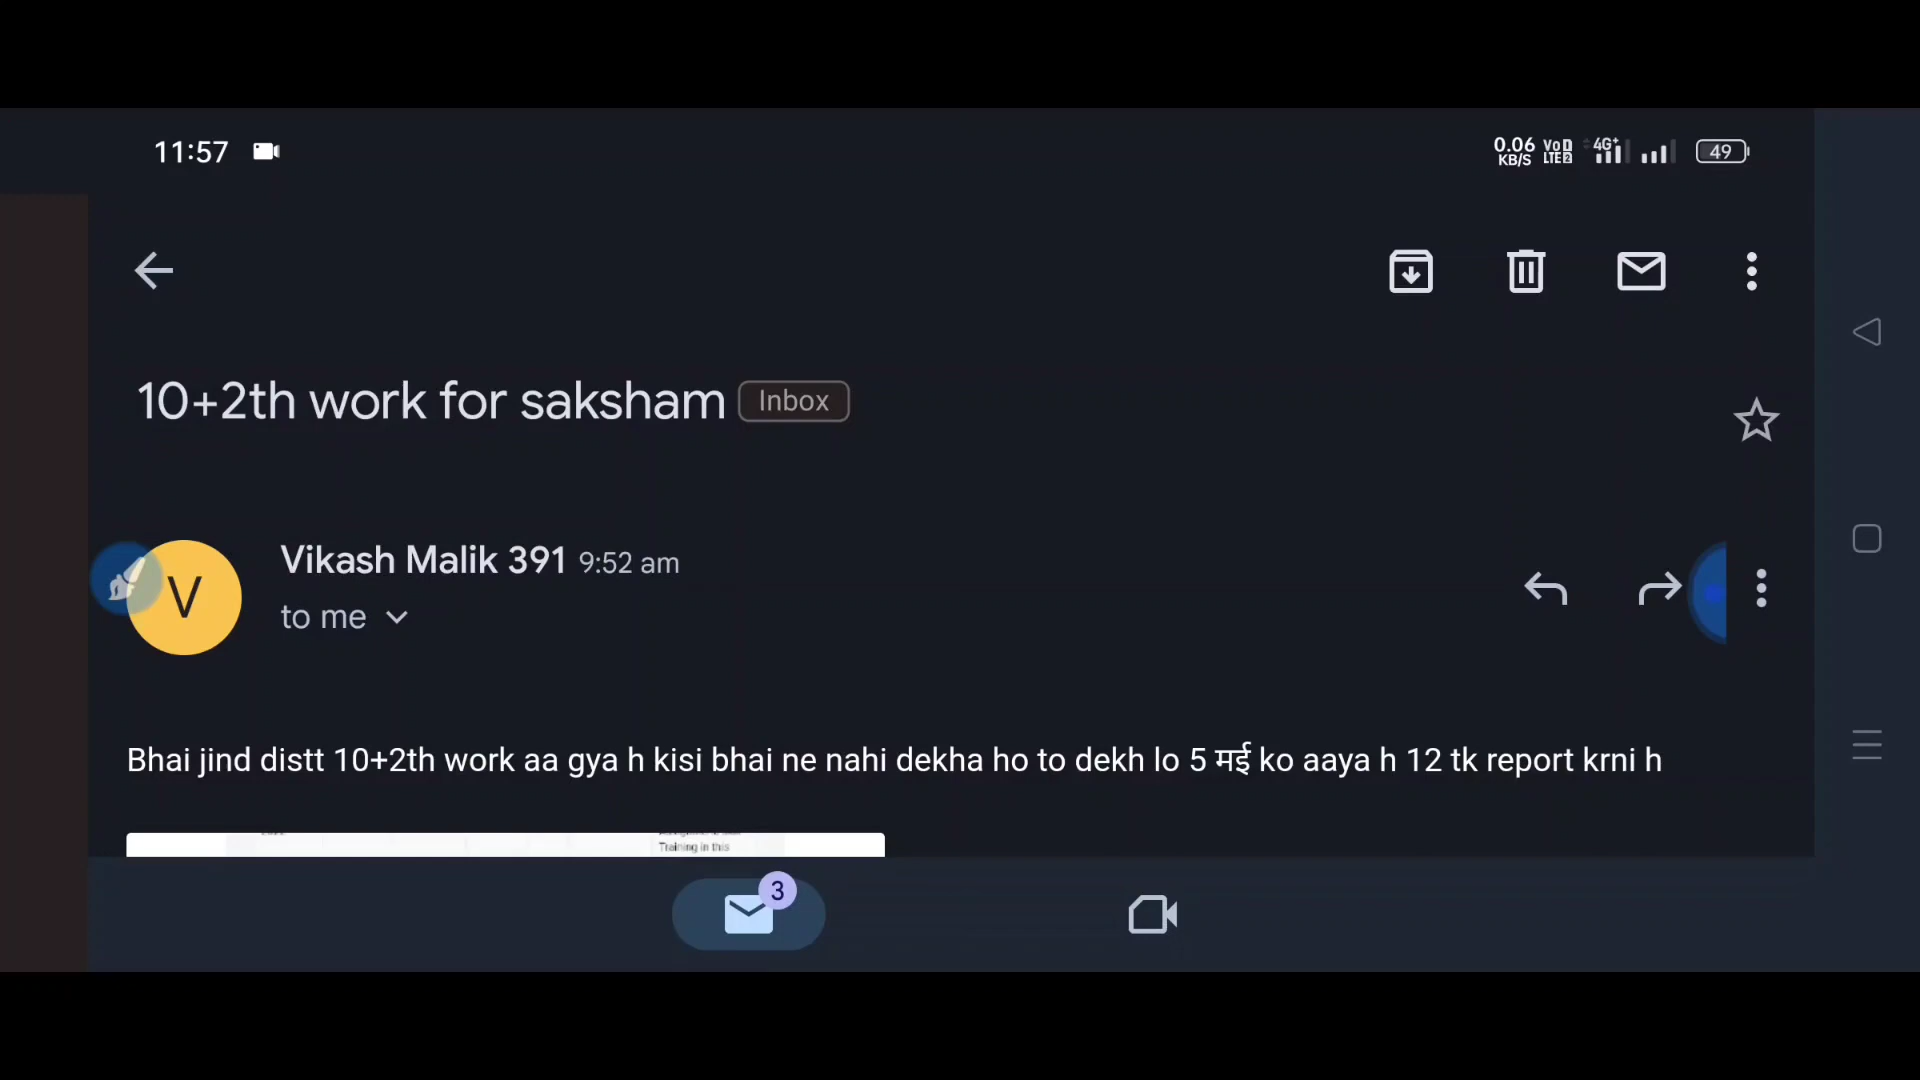 11:57
0.06 KB/S VoD LTE2 4G+ 49
10+2th work for saksham Inbox
Vikash Malik 391 9:52 am
V
to me
Bhai jind distt 10+2th work aa gya h kisi bhai ne nahi dekha ho to dekh lo 5 मई ko aaya h 12 tk report krni h
Training in this
3